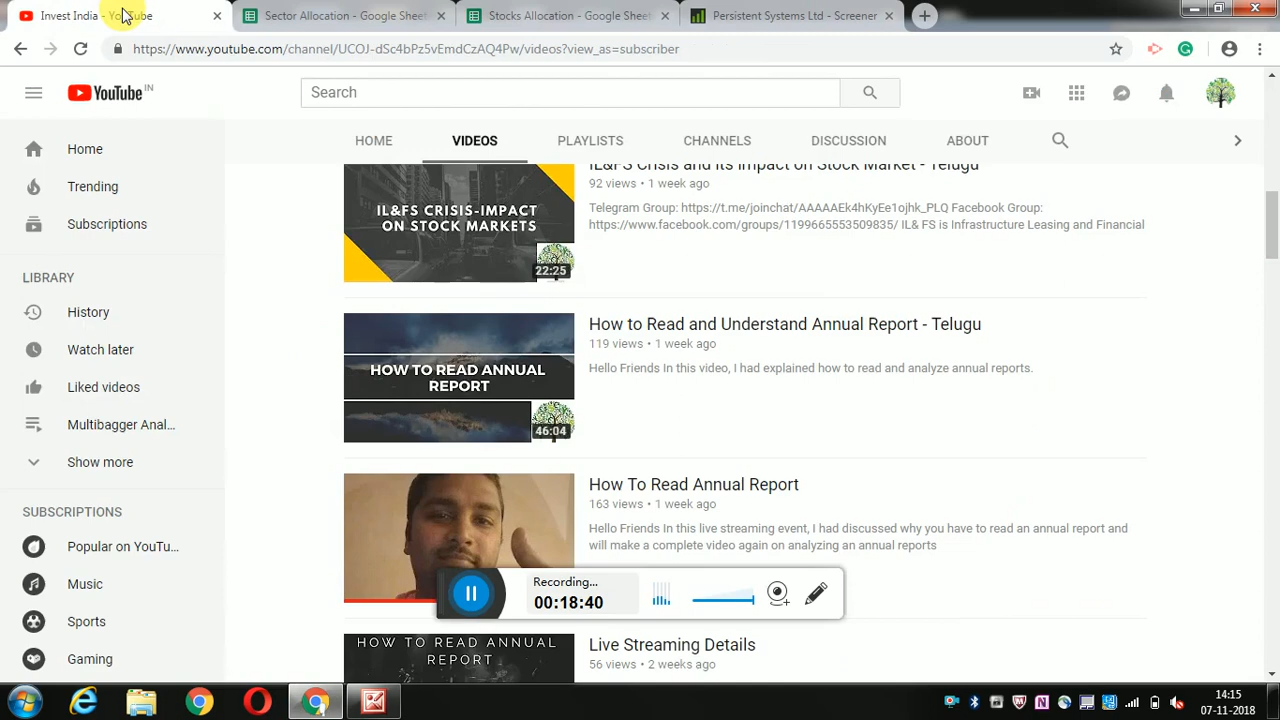 Invest India - YouTube
Sector Allocation - Google Sheet
Stocks Allocation - Google Sheet
Persistent Systems Ltd - Screener
https://www.youtube.com/channel/UCOJ-dSc4bPz5vEmdCzAQ4Pw/videos?view_as=subscriber
YouTube IN
Search
HOME
VIDEOS
PLAYLISTS
CHANNELS
DISCUSSION
ABOUT
Home
Trending
Subscriptions
LIBRARY
History
Watch later
Liked videos
Multibagger Anal...
Show more
SUBSCRIPTIONS
Popular on YouTu...
Music
Sports
Gaming
IL&FS CRISIS-IMPACT
ON STOCK MARKETS
22:25
IL&FS Crisis and its Impact on Stock Market - Telugu
92 views • 1 week ago
Telegram Group: https://t.me/joinchat/AAAAAEk4hKyEe1ojhk_PLQ Facebook Group:
https://www.facebook.com/groups/1199665553509835/ IL& FS is Infrastructure Leasing and Financial
HOW TO READ ANNUAL
REPORT
46:04
How to Read and Understand Annual Report - Telugu
119 views • 1 week ago
Hello Friends In this video, I had explained how to read and analyze annual reports.
How To Read Annual Report
163 views • 1 week ago
Hello Friends In this live streaming event, I had discussed why you have to read an annual report and
will make a complete video again on analyzing an annual reports
Recording...
00:18:40
HOW TO READ ANNUAL
REPORT
Live Streaming Details
56 views • 2 weeks ago
14:15
07-11-2018